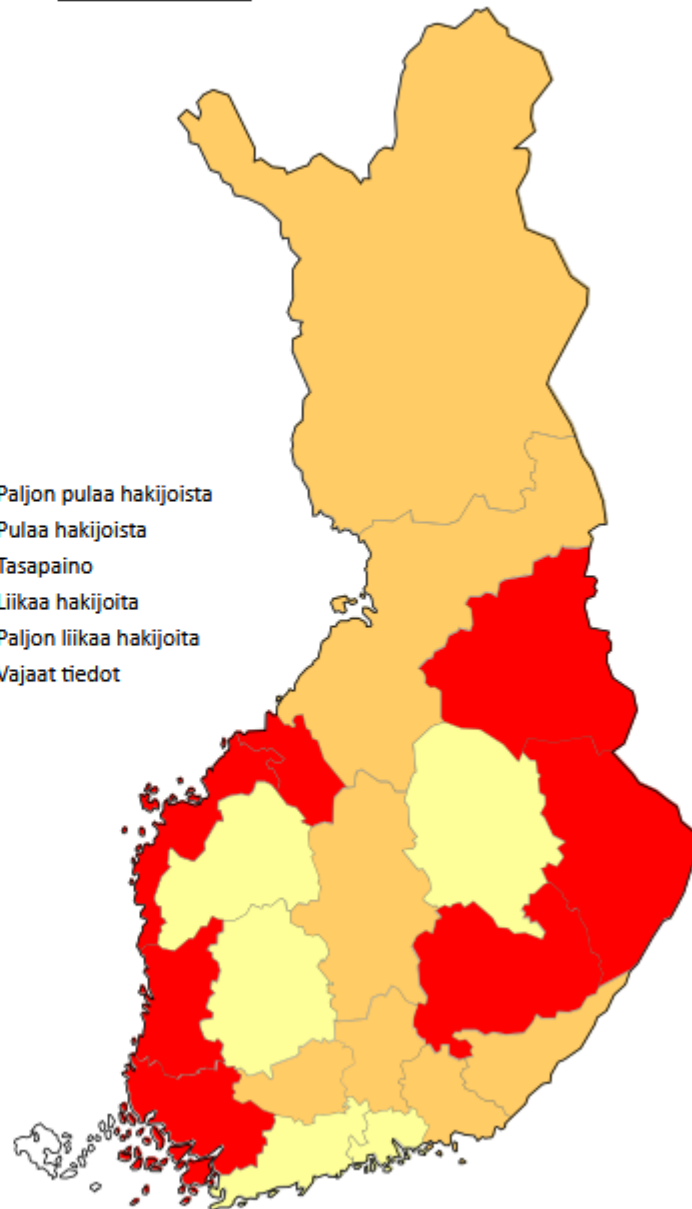 Paljon pulaa hakijoista
Pulaa hakijoista
Tasapaino
Liikaa hakijoita
Paljon liikaa hakijoita
Vajaat tiedot